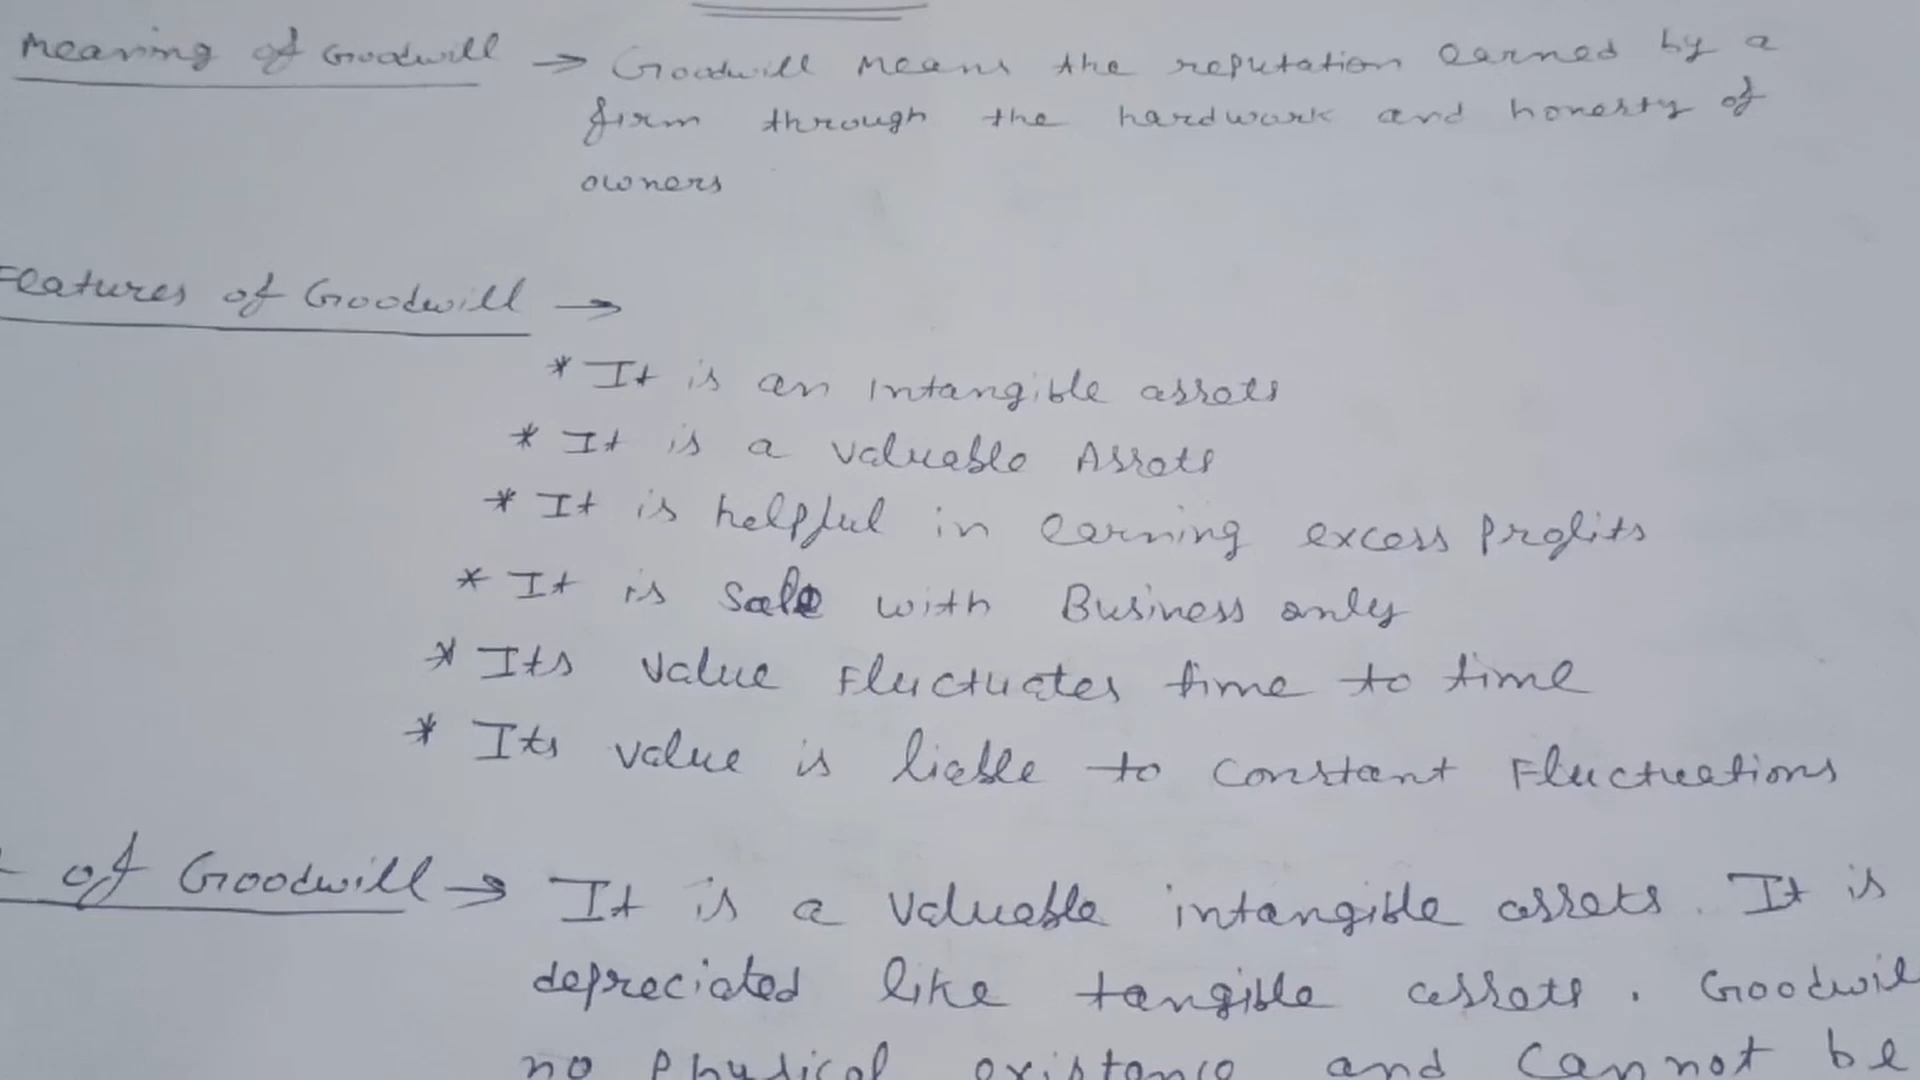 Meaning of Goodwill → Goodwill means the reputation earned by a
firm through the hardwork and honesty of
owners
Features of Goodwill →
* It is an Intangible assets
* It is a valuable Assets
* It is helpful in earning excess profits
* It is Sale with Business only
* Its value Fluctuates time to time
* Its value is liable to constant Fluctuations
of Goodwill → It is a valuable intangible assets. It is
depreciated like tangible assets. Goodwil
no Physical existance and cannot be